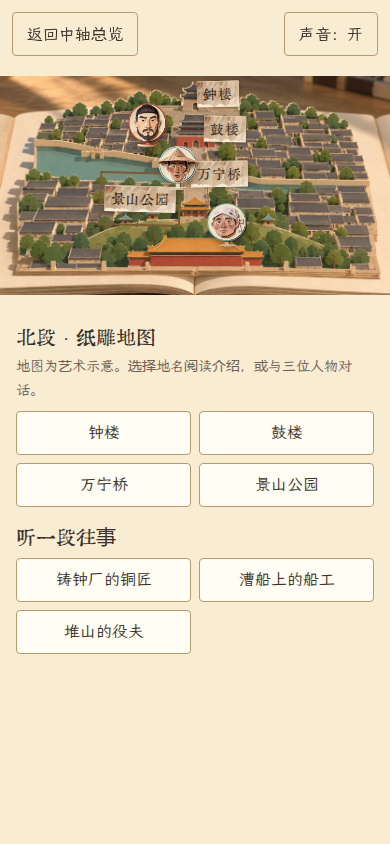 返回中轴总览
声音：开
钟楼
鼓楼
万宁桥
景山公园
北段 · 纸雕地图
地图为艺术示意。选择地名阅读介绍，或与三位人物对
话。
钟楼
鼓楼
万宁桥
景山公园
听一段往事
铸钟厂的铜匠
漕船上的船工
堆山的役夫